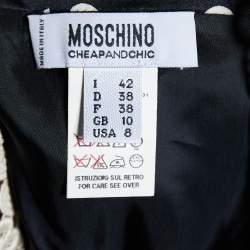 MADE IN ITALY
MOSCHINO
CHEAPANDCHIC
I 42
D 38
F 38
GB 10
USA 8
ISTRUZIONI SUL RETRO
FOR CARE SEE OVER